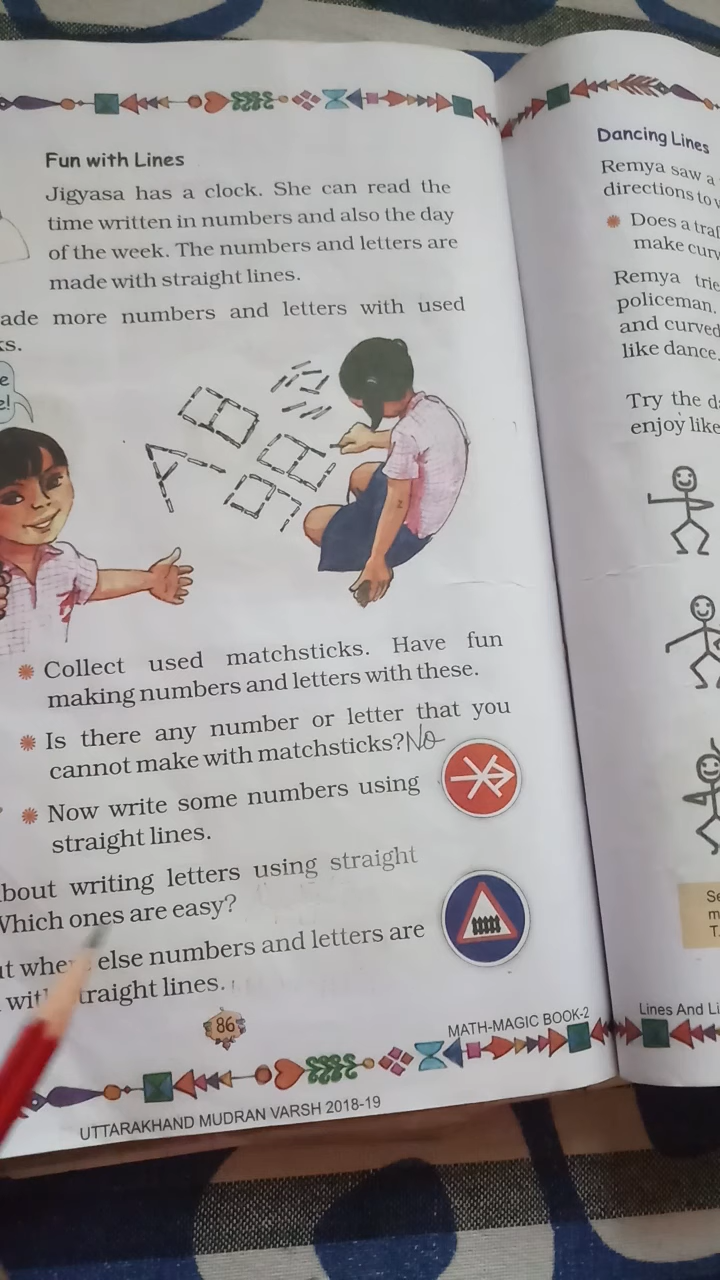 Fun with Lines
Jigyasa has a clock. She can read the
time written in numbers and also the day
of the week. The numbers and letters are
made with straight lines.
ade more numbers and letters with used
ks.
e
e!
A B
9 8
Collect used matchsticks. Have fun
making numbers and letters with these.
Is there any number or letter that you
cannot make with matchsticks? No
Now write some numbers using
straight lines.
bout writing letters using straight
Which ones are easy?
else numbers and letters are
straight lines.
86
MATH-MAGIC BOOK-2
UTTARAKHAND MUDRAN VARSH 2018-19
Dancing Lines
Remya saw a
directions to
Does a traf
make curv
Remya trie
policeman.
and curved
like dance.
Try the d
enjoy like
Se
m
T
Lines And Li